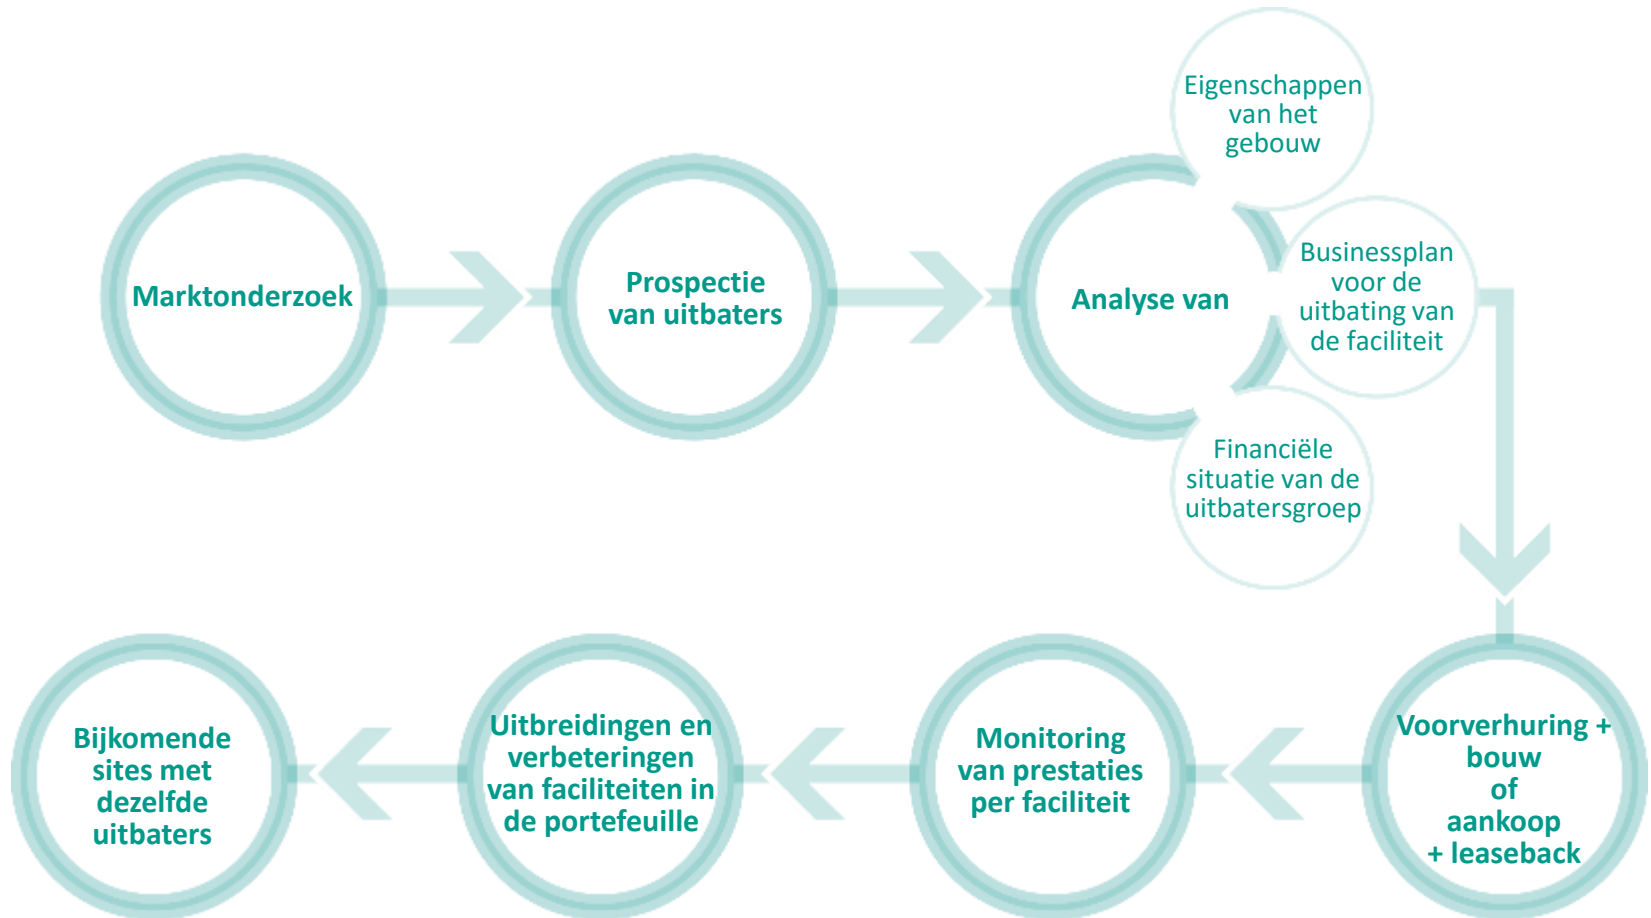 Marktonderzoek
Prospectie
van uitbaters
Analyse van
Eigenschappen
van het
gebouw
Businessplan
voor de
uitbating van
de faciliteit
Financiële
situatie van de
uitbatersgroep
Voorverhuring +
bouw
of
aankoop
+ leaseback
Monitoring
van prestaties
per faciliteit
Uitbreidingen en
verbeteringen
van faciliteiten in
de portefeuille
Bijkomende
sites met
dezelfde
uitbaters